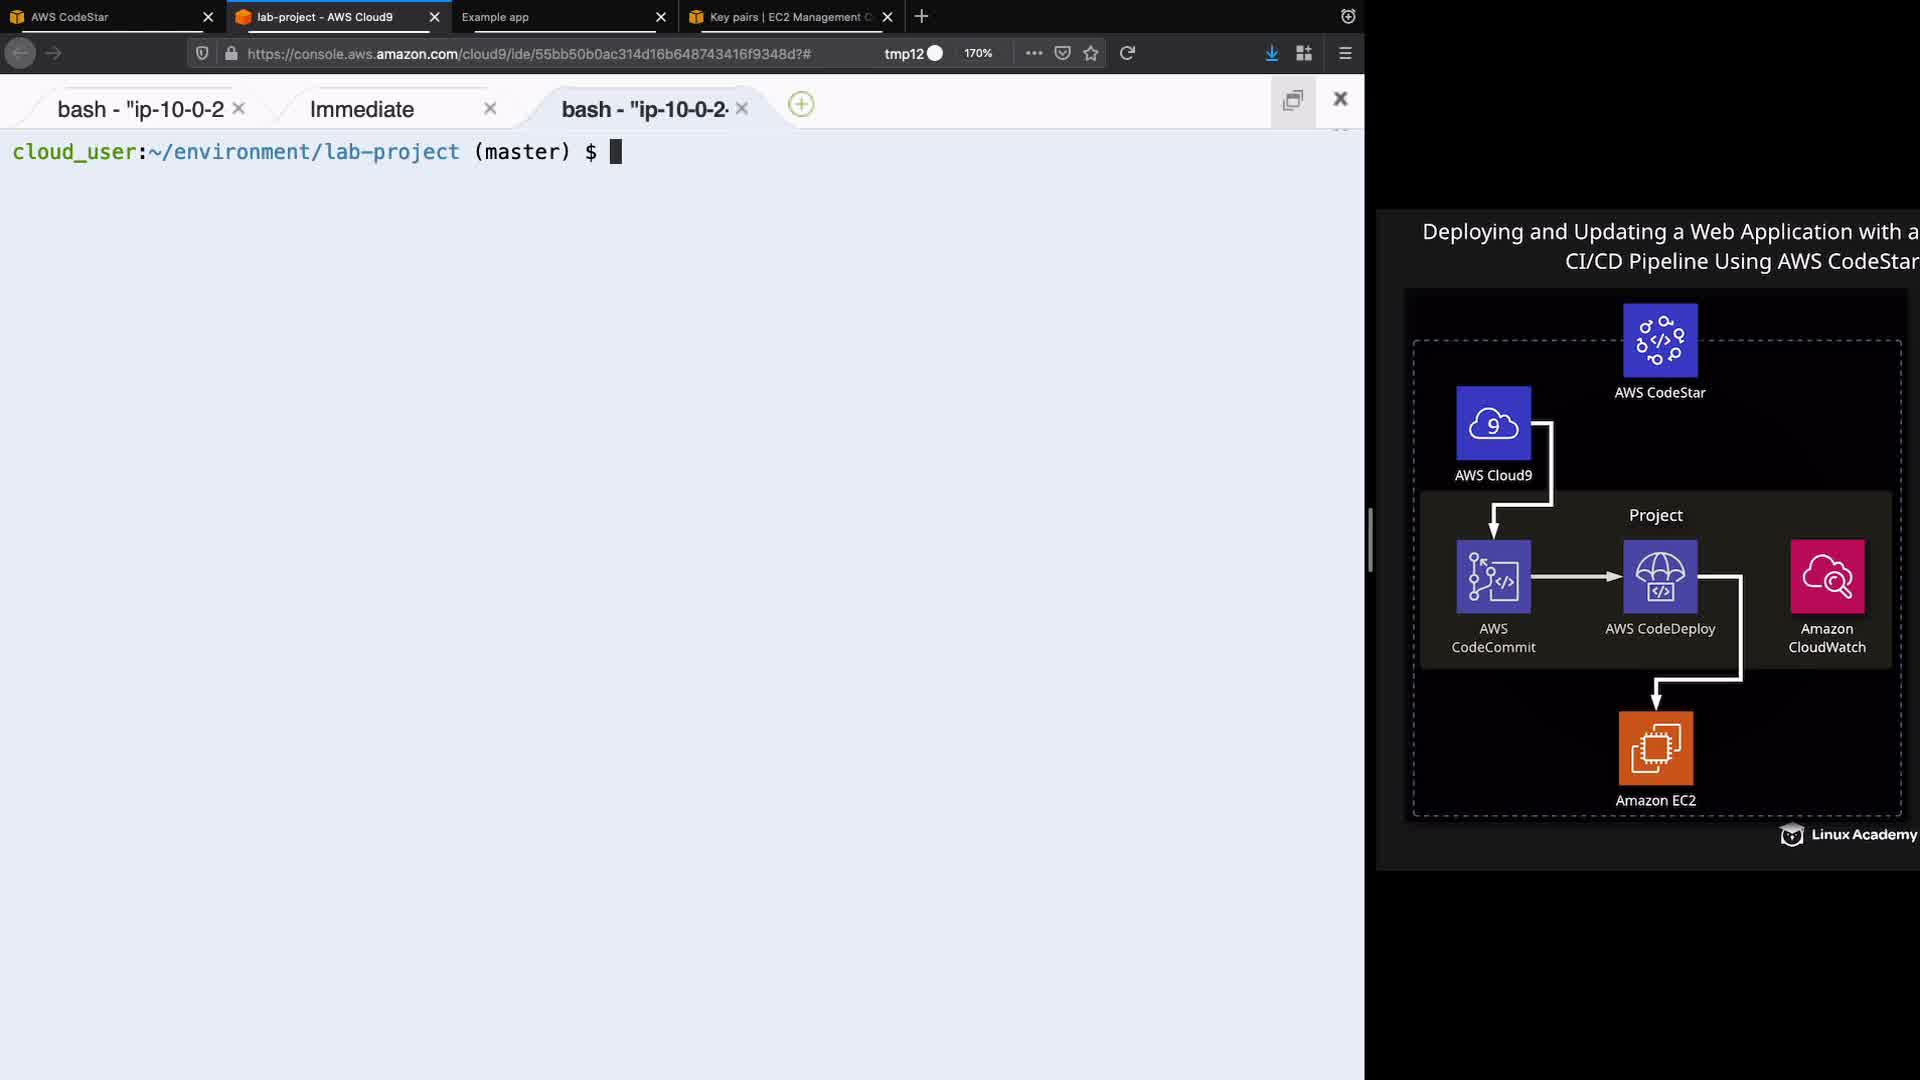 AWS CodeStar
lab-project - AWS Cloud9
Example app
Key pairs | EC2 Management C
https://console.aws.amazon.com/cloud9/ide/55bb50b0ac314d16b648743416f9348d?#
tmp12
170%
bash - "ip-10-0-2
Immediate
bash - "ip-10-0-2-
cloud_user:~/environment/lab-project (master) $
Deploying and Updating a Web Application with a
CI/CD Pipeline Using AWS CodeStar
AWS CodeStar
9
AWS Cloud9
Project
AWS
CodeCommit
AWS CodeDeploy
Amazon
CloudWatch
Amazon EC2
Linux Academy